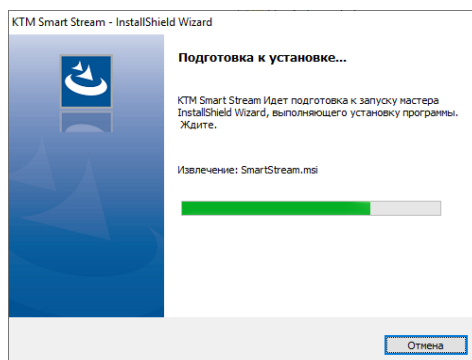 KTM Smart Stream - InstallShield Wizard
Подготовка к установке...
KTM Smart Stream Идет подготовка к запуску мастера
InstallShield Wizard, выполняющего установку программы.
Ждите.
Извлечение: SmartStream.msi
Отмена